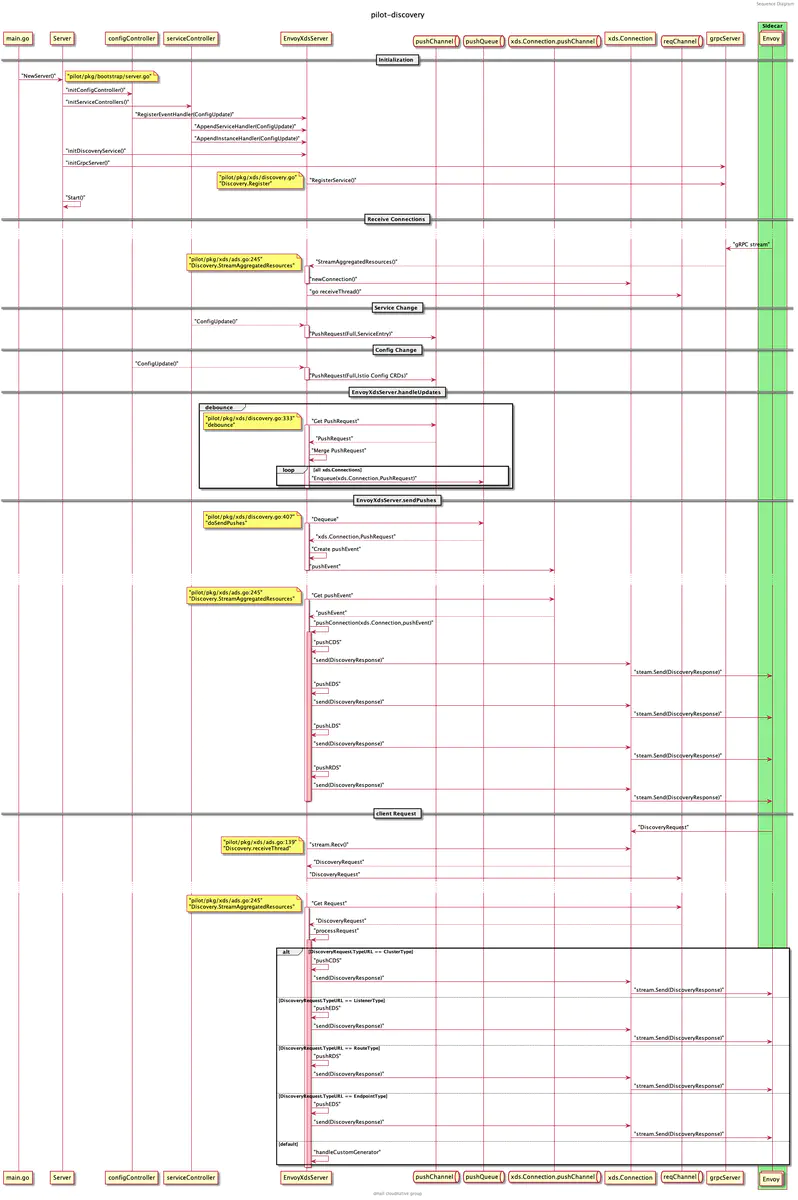 Sequence Diagram
pilot-discovery
Sidecar
main.go
Server
configController
serviceController
EnvoyXdsServer
pushChannel
pushQueue
xds.Connection.pushChannel
xds.Connection
reqChannel
grpcServer
Envoy
Initialization
"NewServer()"
"pilot/pkg/bootstrap/server.go"
"initConfigController()"
"initServiceControllers()"
"RegisterEventHandler(ConfigUpdate)"
"AppendServiceHandler(ConfigUpdate)"
"AppendInstanceHandler(ConfigUpdate)"
"initDiscoveryService()"
"initGrpcServer()"
"pilot/pkg/xds/discovery.go"
"Discovery.Register"
"RegisterService()"
"Start()"
Receive Connections
"gRPC stream"
"pilot/pkg/xds/ads.go:245"
"Discovery.StreamAggregatedResources"
"StreamAggregatedResources()"
"newConnection()"
"go receiveThread()"
Service Change
"ConfigUpdate()"
"PushRequest(Full,ServiceEntry)"
Config Change
"ConfigUpdate()"
"PushRequest(Full,Istio Config CRDs)"
EnvoyXdsServer.handleUpdates
debounce
"pilot/pkg/xds/discovery.go:333"
"debounce"
"Get PushRequest"
"PushRequest"
"Merge PushRequest"
loop
[all xds.Connections]
"Enqueue(xds.Connection,PushRequest)"
EnvoyXdsServer.sendPushes
"pilot/pkg/xds/discovery.go:407"
"doSendPushes"
"Dequeue"
"xds.Connection,PushRequest"
"Create pushEvent"
"pushEvent"
"pilot/pkg/xds/ads.go:245"
"Discovery.StreamAggregatedResources"
"Get pushEvent"
"pushEvent"
"pushConnection(xds.Connection,pushEvent)"
"pushCDS"
"send(DiscoveryResponse)"
"stream.Send(DiscoveryResponse)"
"pushEDS"
"send(DiscoveryResponse)"
"stream.Send(DiscoveryResponse)"
"pushLDS"
"send(DiscoveryResponse)"
"stream.Send(DiscoveryResponse)"
"pushRDS"
"send(DiscoveryResponse)"
"stream.Send(DiscoveryResponse)"
client Request
"DiscoveryRequest"
"pilot/pkg/xds/ads.go:139"
"Discovery.receiveThread"
"stream.Recv()"
"DiscoveryRequest"
"DiscoveryRequest"
"pilot/pkg/xds/ads.go:245"
"Discovery.StreamAggregatedResources"
"Get Request"
"DiscoveryRequest"
"processRequest"
alt
[DiscoveryRequest.TypeURL == ClusterType]
"pushCDS"
"send(DiscoveryResponse)"
"stream.Send(DiscoveryResponse)"
[DiscoveryRequest.TypeURL == ListenerType]
"pushEDS"
"send(DiscoveryResponse)"
"stream.Send(DiscoveryResponse)"
[DiscoveryRequest.TypeURL == RouteType]
"pushRDS"
"send(DiscoveryResponse)"
"stream.Send(DiscoveryResponse)"
[DiscoveryRequest.TypeURL == EndpointType]
"pushEDS"
"send(DiscoveryResponse)"
"stream.Send(DiscoveryResponse)"
[default]
"handleCustomGenerator"
main.go
Server
configController
serviceController
EnvoyXdsServer
pushChannel
pushQueue
xds.Connection.pushChannel
xds.Connection
reqChannel
grpcServer
Envoy
cloudnative group